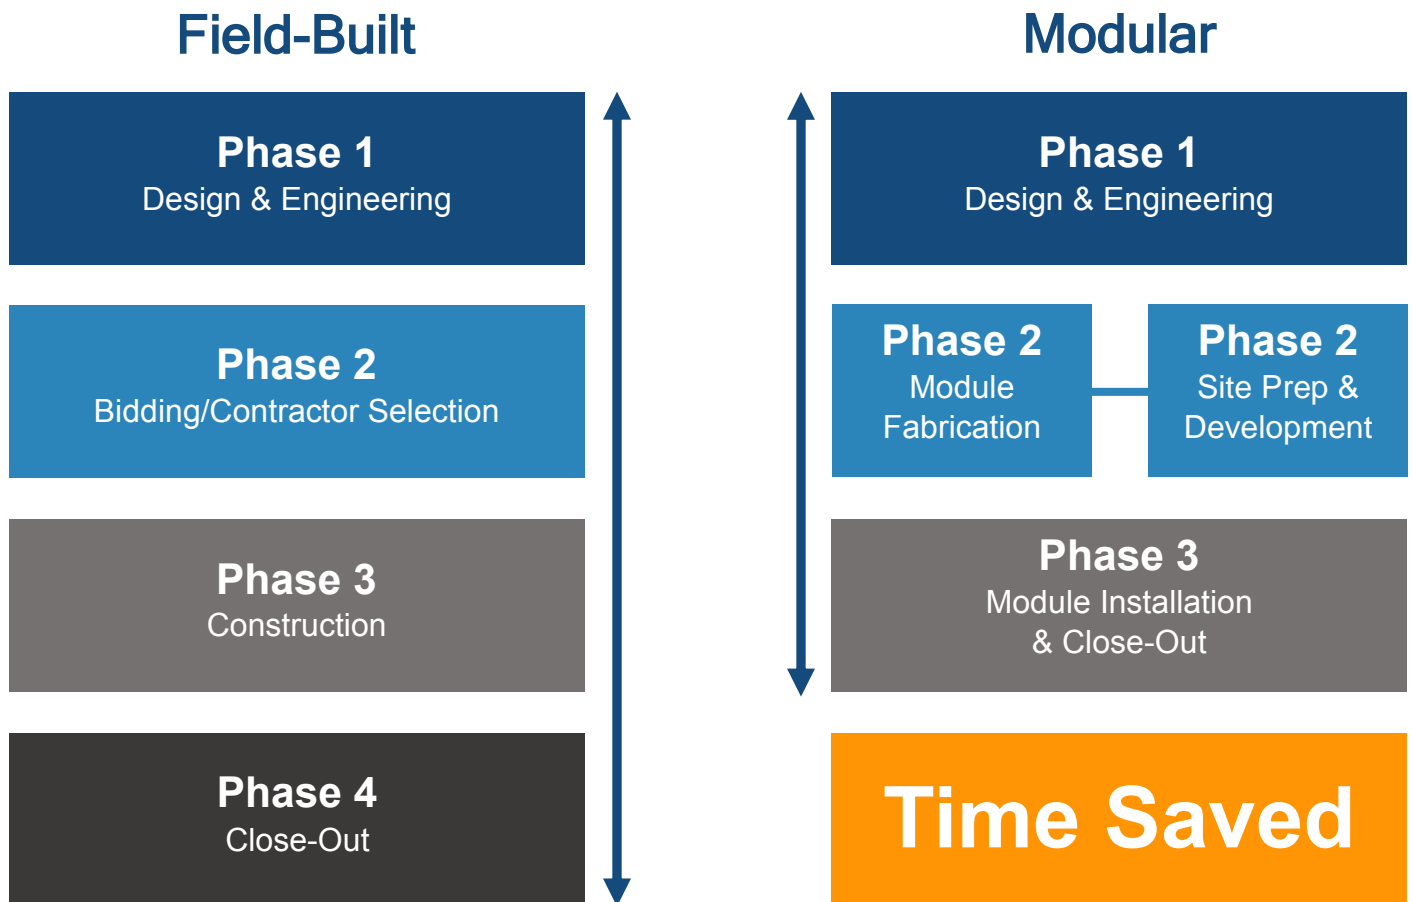 Field-Built
Phase 1
Design & Engineering
Phase 2
Bidding/Contractor Selection
Phase 3
Construction
Phase 4
Close-Out
Modular
Phase 1
Design & Engineering
Phase 2
Module
Fabrication
Phase 2
Site Prep &
Development
Phase 3
Module Installation
& Close-Out
Time Saved